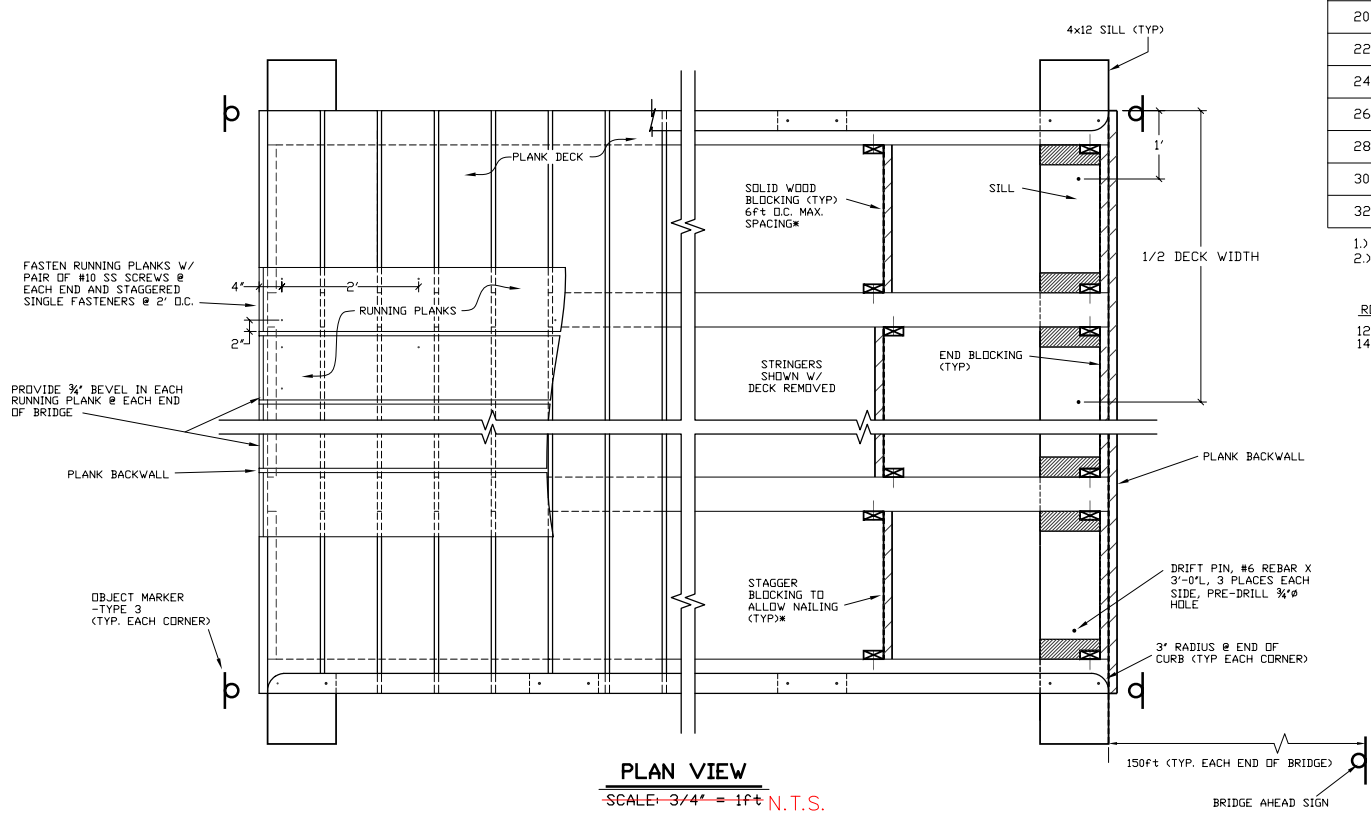 4x12 SILL (TYP)
20
22
24
26
28
30
32
1.)
2.)
12
14
PLANK DECK
SOLID WOOD
BLOCKING (TYP)
6ft O.C. MAX.
SPACING*
SILL
1'
1/2 DECK WIDTH
FASTEN RUNNING PLANKS W/
PAIR OF #10 SS SCREWS @
EACH END AND STAGGERED
SINGLE FASTENERS @ 2' O.C.
4"
2'
RUNNING PLANKS
2"
STRINGERS
SHOWN W/
DECK REMOVED
END BLOCKING
(TYP)
PROVIDE ¾" BEVEL IN EACH
RUNNING PLANK @ EACH END
OF BRIDGE
PLANK BACKWALL
PLANK BACKWALL
OBJECT MARKER
-TYPE 3
(TYP. EACH CORNER)
STAGGER
BLOCKING TO
ALLOW NAILING
(TYP)*
DRIFT PIN, #6 REBAR X
3'-0"L, 3 PLACES EACH
SIDE, PRE-DRILL ¾"Ø
HOLE
3" RADIUS @ END OF
CURB (TYP EACH CORNER)
150ft (TYP. EACH END OF BRIDGE)
BRIDGE AHEAD SIGN
PLAN VIEW
SCALE: 3/4" = 1ft N.T.S.